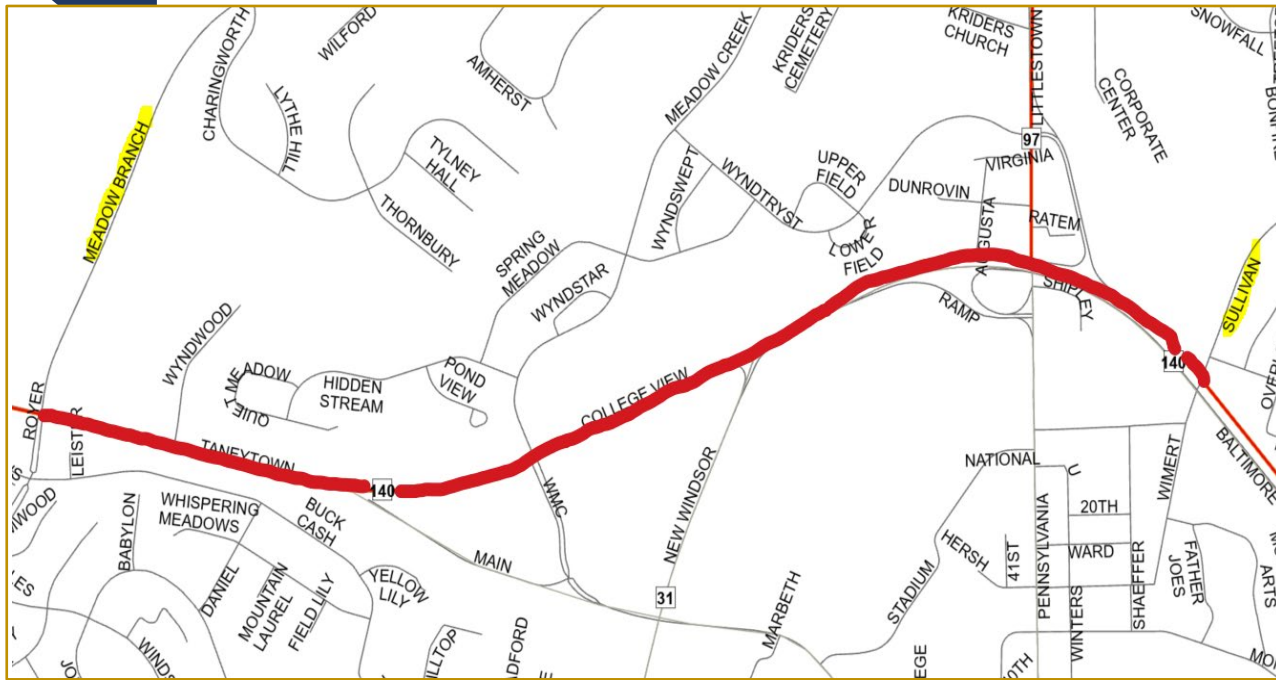 CHARINGWORTH
WILFORD
AMHERST
MEADOW CREEK
KRIDERS
CEMETERY
KRIDERS
CHURCH
LITTLESTOWN
CORPORATE
CENTER
SNOWFALL
MEADOW BRANCH
LYTHE HILL
TYLNEY
HALL
THORNBURY
WYNDSWEPT
WYNDTRYST
UPPER
FIELD
97
VIRGINIA
DUNROVIN
RATEM
AUGUSTA
LOWER
FIELD
SPRING
MEADOW
WYNDSTAR
RAMP
SHIPLEY
SULLIVAN
140
WYNDWOOD
QUIET MEADOW
HIDDEN
STREAM
POND
VIEW
COLLEGE VIEW
ROYER
LEISTER
TANEYTOWN
140
WHISPERING
MEADOWS
BUCK
CASH
BABYLON
DANIEL
MOUNTAIN
LAUREL
FIELD LILY
YELLOW
LILY
MAIN
WMC
NEW WINDSOR
31
MARBETH
STADIUM
NATIONAL
HERSH
41ST
PENNSYLVANIA
U
20TH
WARD
WINTERS
SHAEFFER
WIMERT
FATHER
JOES
BALTIMORE
ARTS